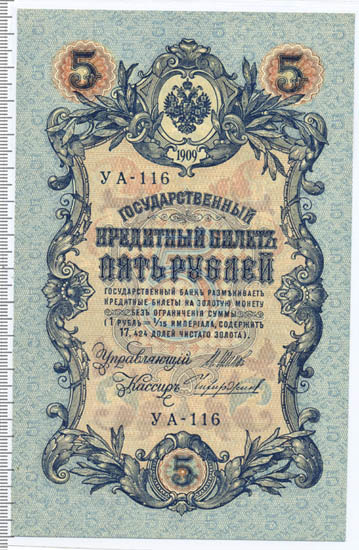 5 5
1909
УА-116
ГОСУДАРСТВЕННЫЙ
КРЕДИТНЫЙ БИЛЕТЪ
ПЯТЬ РУБЛЕЙ
ГОСУДАРСТВЕННЫЙ БАНКЪ РАЗМѢНИВАЕТЪ
КРЕДИТНЫЕ БИЛЕТЫ НА ЗОЛОТУЮ МОНЕТУ
БЕЗЪ ОГРАНИЧЕНІЯ СУММЫ
(1 РУБЛЬ = 1/15 ИМПЕРІАЛА, СОДЕРЖИТЪ
17,424 ДОЛЕЙ ЧИСТАГО ЗОЛОТА).
Управляющій
Кассиръ
УА-116
5